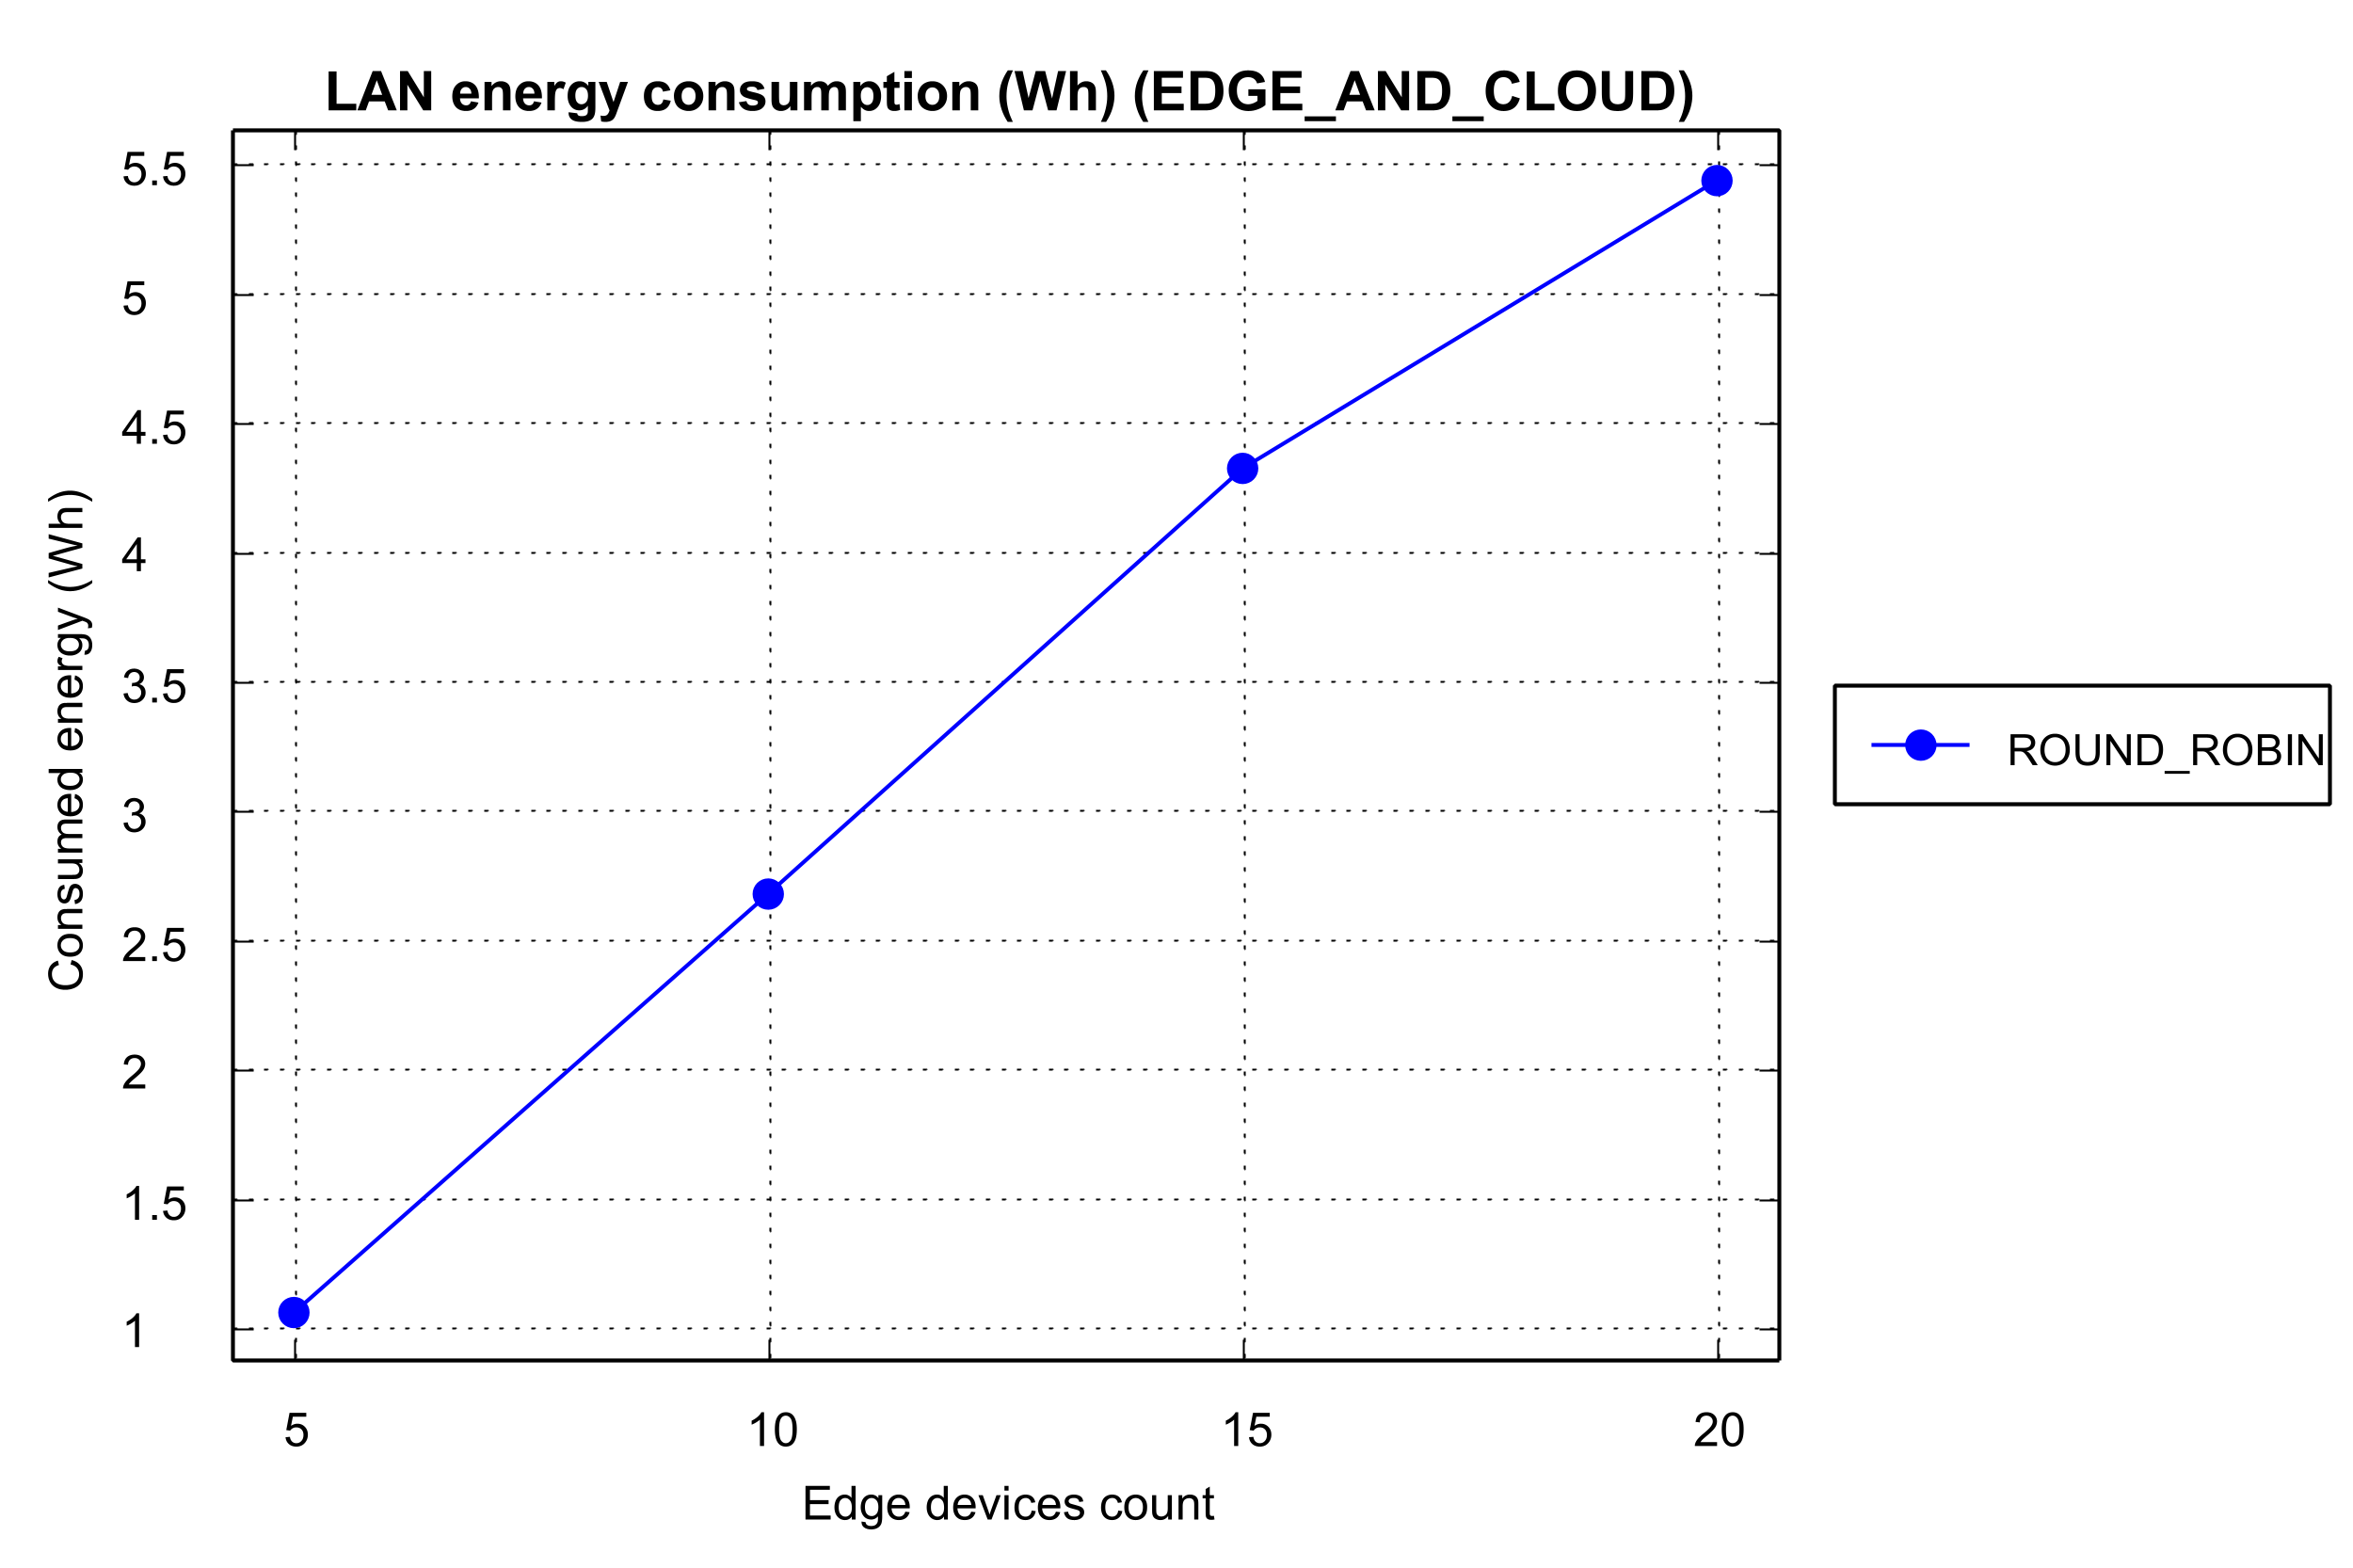 LAN energy consumption (Wh) (EDGE_AND_CLOUD)
5.5
5
4.5
4
3.5
3
2.5
2
1.5
1
Consumed energy (Wh)
5 10 15 20
Edge devices count
ROUND_ROBIN